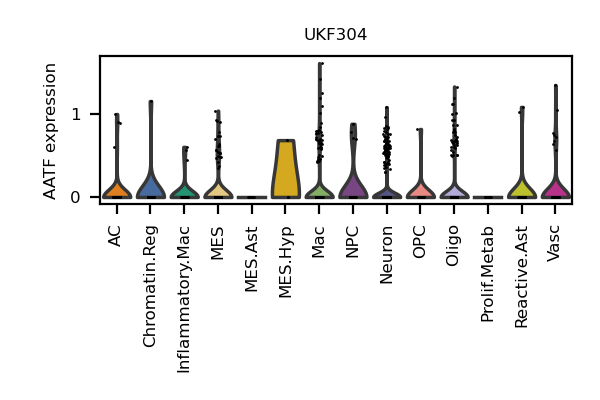 UKF304
AATF expression
1
0
AC
Chromatin.Reg
Inflammatory.Mac
MES
MES.Ast
MES.Hyp
Mac
NPC
Neuron
OPC
Oligo
Prolif.Metab
Reactive.Ast
Vasc